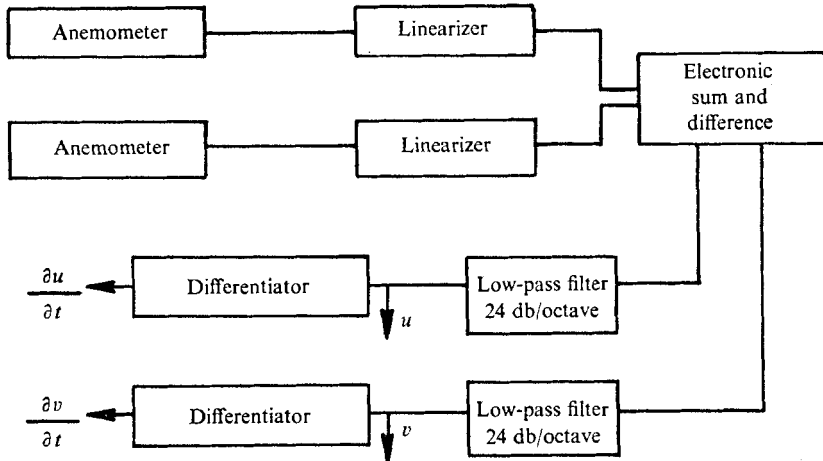 Anemometer
Linearizer
Electronic
sum and
difference
Anemometer
Linearizer
∂u
∂t
Differentiator
u
Low-pass filter
24 db/octave
∂v
∂t
Differentiator
v
Low-pass filter
24 db/octave